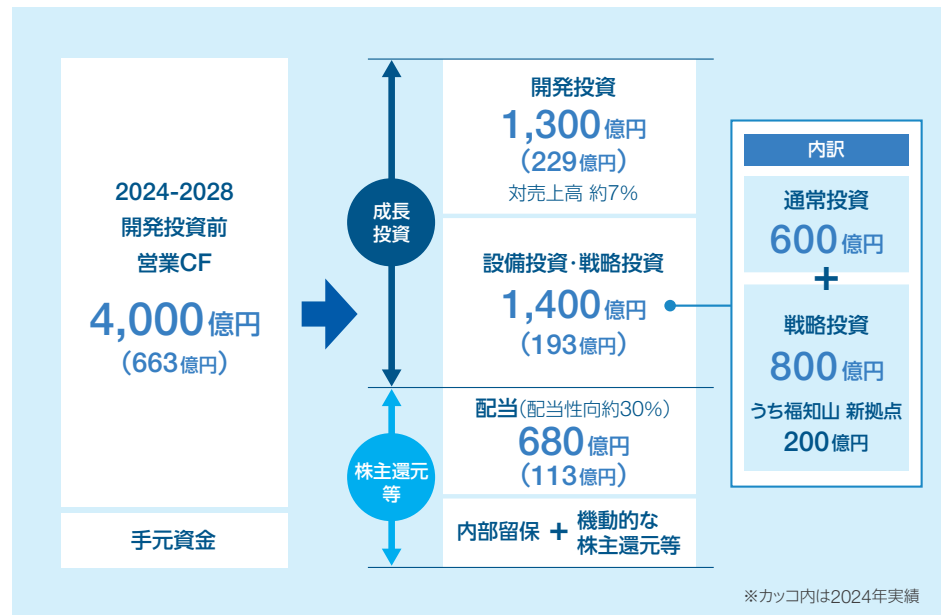 2024-2028
開発投資前
営業CF
4,000億円
(663億円)
手元資金
成長
投資
株主還元
等
開発投資
1,300億円
(229億円)
対売上高 約7%
設備投資・戦略投資
1,400億円
(193億円)
配当(配当性向約30%)
680億円
(113億円)
内部留保 + 機動的な
株主還元等
内訳
通常投資
600億円
+
戦略投資
800億円
うち福知山 新拠点
200億円
※カッコ内は2024年実績